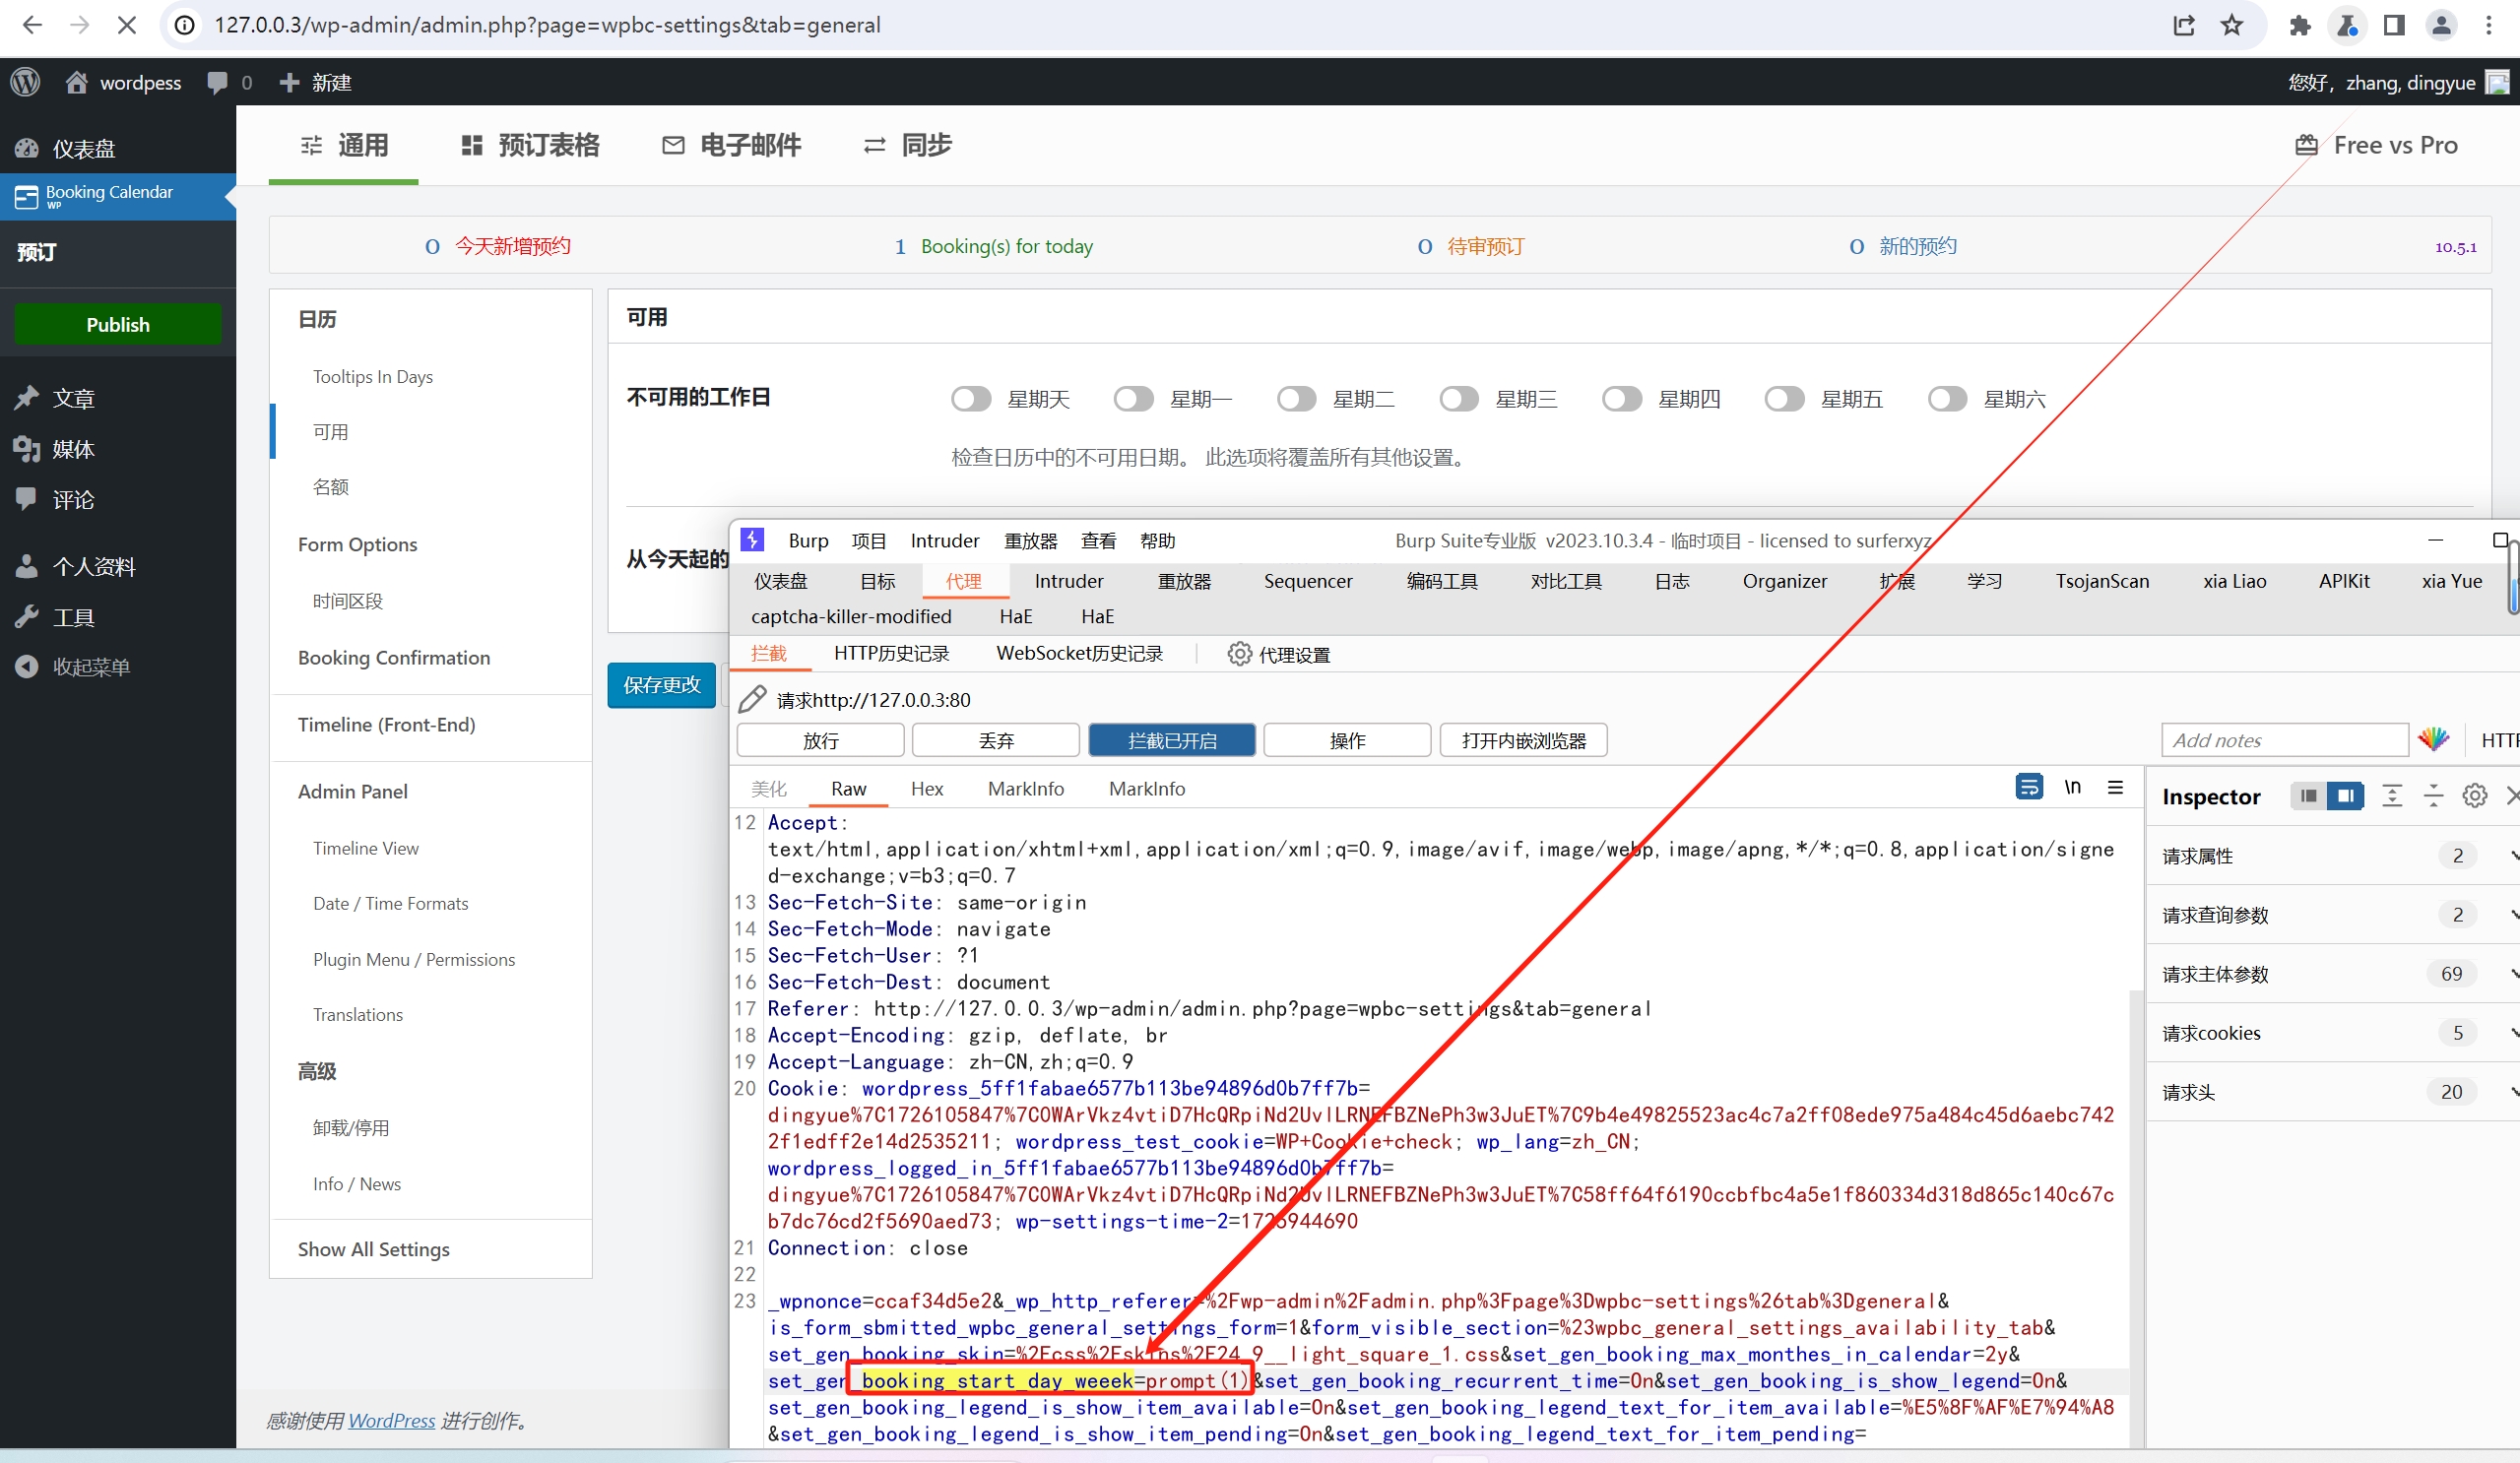 127.0.0.3/wp-admin/admin.php?page=wpbc-settings&tab=general
wordpess 0 新建 您好，zhang, dingyue
仪表盘
Booking Calendar
WP
预订
Publish
文章
媒体
评论
个人资料
工具
收起菜单
通用 预订表格 电子邮件 同步 Free vs Pro
0 今天新增预约 1 Booking(s) for today 0 待审预订 0 新的预约 10.5.1
日历
Tooltips In Days
可用
名额
Form Options
时间区段
Booking Confirmation
Timeline (Front-End)
Admin Panel
Timeline View
Date / Time Formats
Plugin Menu / Permissions
Translations
高级
卸载/停用
Info / News
Show All Settings
可用
不可用的工作日 星期天 星期一 星期二 星期三 星期四 星期五 星期六
检查日历中的不可用日期。 此选项将覆盖所有其他设置。
从今天起的
保存更改
感谢使用 WordPress 进行创作。
Burp 项目 Intruder 重放器 查看 帮助 Burp Suite专业版 v2023.10.3.4 - 临时项目 - licensed to surferxyz
仪表盘 目标 代理 Intruder 重放器 Sequencer 编码工具 对比工具 日志 Organizer 扩展 学习 TsojanScan xia Liao APIKit xia Yue
captcha-killer-modified HaE HaE
拦截 HTTP历史记录 WebSocket历史记录 代理设置
请求http://127.0.0.3:80
放行 丢弃 拦截已开启 操作 打开内嵌浏览器 Add notes HTT
美化 Raw Hex MarkInfo MarkInfo \n
12 Accept:
text/html,application/xhtml+xml,application/xml;q=0.9,image/avif,image/webp,image/apng,*/*;q=0.8,application/signe
d-exchange;v=b3;q=0.7
13 Sec-Fetch-Site: same-origin
14 Sec-Fetch-Mode: navigate
15 Sec-Fetch-User: ?1
16 Sec-Fetch-Dest: document
17 Referer: http://127.0.0.3/wp-admin/admin.php?page=wpbc-settings&tab=general
18 Accept-Encoding: gzip, deflate, br
19 Accept-Language: zh-CN,zh;q=0.9
20 Cookie: wordpress_5ff1fabae6577b113be94896d0b7ff7b=
dingyue%7C1726105847%7C0WArVkz4vtiD7HcQRpiNd2UvlLRNEFBZNePh3w3JuET%7C9b4e49825523ac4c7a2ff08ede975a484c45d6aebc742
2f1edff2e14d2535211; wordpress_test_cookie=WP+Cookie+check; wp_lang=zh_CN;
wordpress_logged_in_5ff1fabae6577b113be94896d0b7ff7b=
dingyue%7C1726105847%7C0WArVkz4vtiD7HcQRpiNd2UvlLRNEFBZNePh3w3JuET%7C58ff64f6190ccbfbc4a5e1f860334d318d865c140c67c
b7dc76cd2f5690aed73; wp-settings-time-2=1725944690
21 Connection: close
22
23 _wpnonce=ccaf34d5e2&_wp_http_referer=%2Fwp-admin%2Fadmin.php%3Fpage%3Dwpbc-settings%26tab%3Dgeneral&
is_form_sbmitted_wpbc_general_settings_form=1&form_visible_section=%23wpbc_general_settings_availability_tab&
set_gen_booking_skin=%2Fcss%2Fskins%2F24_9__light_square_1.css&set_gen_booking_max_monthes_in_calendar=2y&
set_gen_booking_start_day_weeek=prompt(1)&set_gen_booking_recurrent_time=On&set_gen_booking_is_show_legend=On&
set_gen_booking_legend_is_show_item_available=On&set_gen_booking_legend_text_for_item_available=%E5%8F%AF%E7%94%A8
&set_gen_booking_legend_is_show_item_pending=On&set_gen_booking_legend_text_for_item_pending=
Inspector
请求属性 2
请求查询参数 2
请求主体参数 69
请求cookies 5
请求头 20